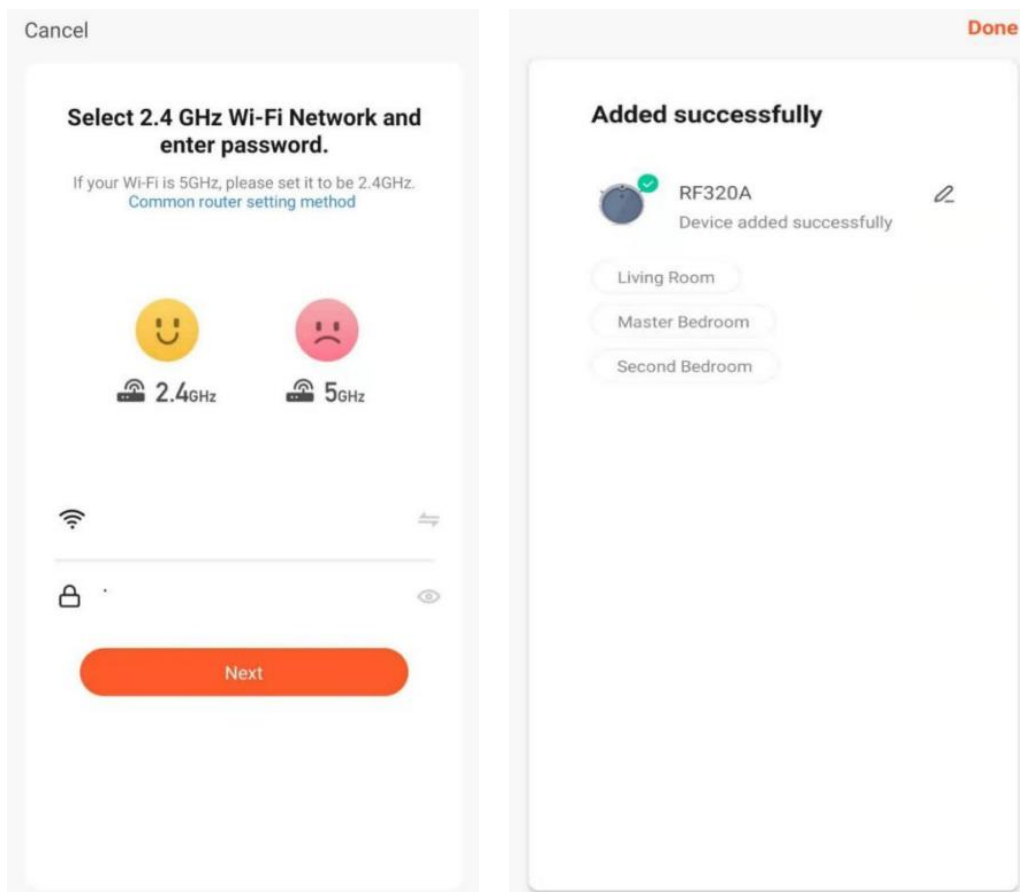 Cancel
Select 2.4 GHz Wi-Fi Network and
enter password.
If your Wi-Fi is 5GHz, please set it to be 2.4GHz.
Common router setting method
2.4GHz
5GHz
Next
Done
Added successfully
RF320A
Device added successfully
Living Room
Master Bedroom
Second Bedroom